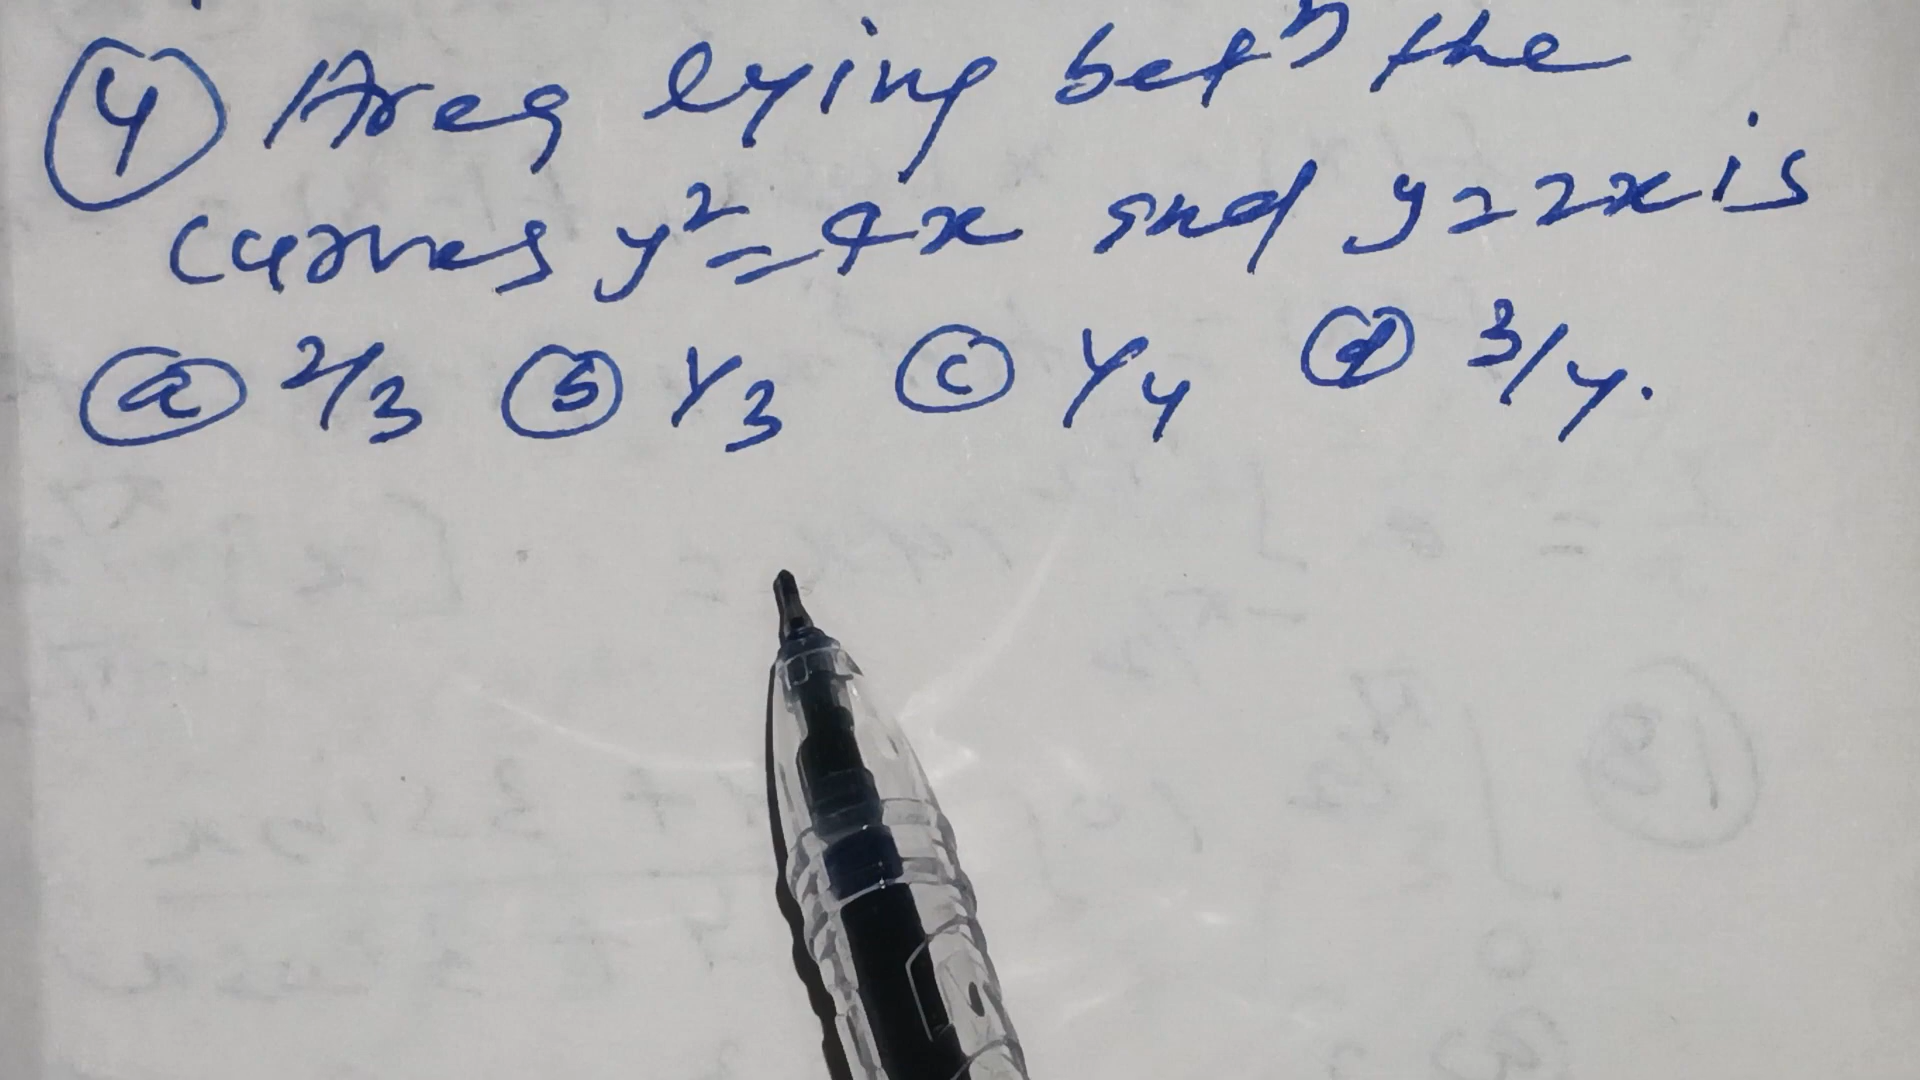 ④ Area lying betn the
curves y²=4x and y=2x is
ⓐ 2/3 ⓑ 1/3 ⓒ 1/4 ⓓ 3/4.